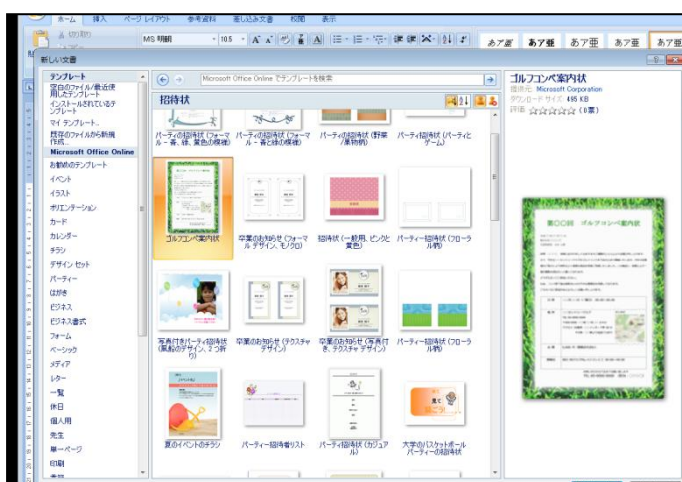 ホーム 挿入 ページ レイアウト 参考資料 差し込み文書 校閲 表示
切り取り
MS 明朝 10.5
あア亜 あア亜 あア亜 あア亜 あア亜
新しい文書
テンプレート
空白のファイル/最近使用したテンプレート
インストールされているテンプレート
マイ テンプレート...
既存のファイルから新規作成...
Microsoft Office Online
お勧めのテンプレート
イベント
イラスト
オリエンテーション
カード
カレンダー
チラシ
デザイン セット
パーティー
はがき
ビジネス
ビジネス書式
フォーム
ベーシック
メディア
レター
一覧
休日
個人用
先生
単一ページ
印刷
Microsoft Office Online でテンプレートを検索
招待状
パーティの招待状 (フォーマル - 青、緑、黄色の模様)
パーティの招待状 (フォーマル - 青と緑の模様)
パーティの招待状 (野菜/果物柄)
パーティ招待状 (パーティとゲーム)
ゴルフコンペ案内状
卒業のお知らせ (フォーマル デザイン、モノクロ)
招待状 (一般用、ピンクと黄色)
パーティー招待状 (フローラル柄)
写真付きパーティ招待状 (風船のデザイン、2 つ折り)
卒業のお知らせ (テクスチャ デザイン)
卒業のお知らせ (写真付き、テクスチャ デザイン)
パーティ招待状 (フローラル柄)
夏のイベントのチラシ
パーティー招待者リスト
パーティ招待状 (カジュアル)
大学のバスケットボール パーティーの招待状
ゴルフコンペ案内状
提供元: Microsoft Corporation
ダウンロード サイズ: 495 KB
評価: ☆☆☆☆☆ (0票)
第○○回 ゴルフコンペ案内状